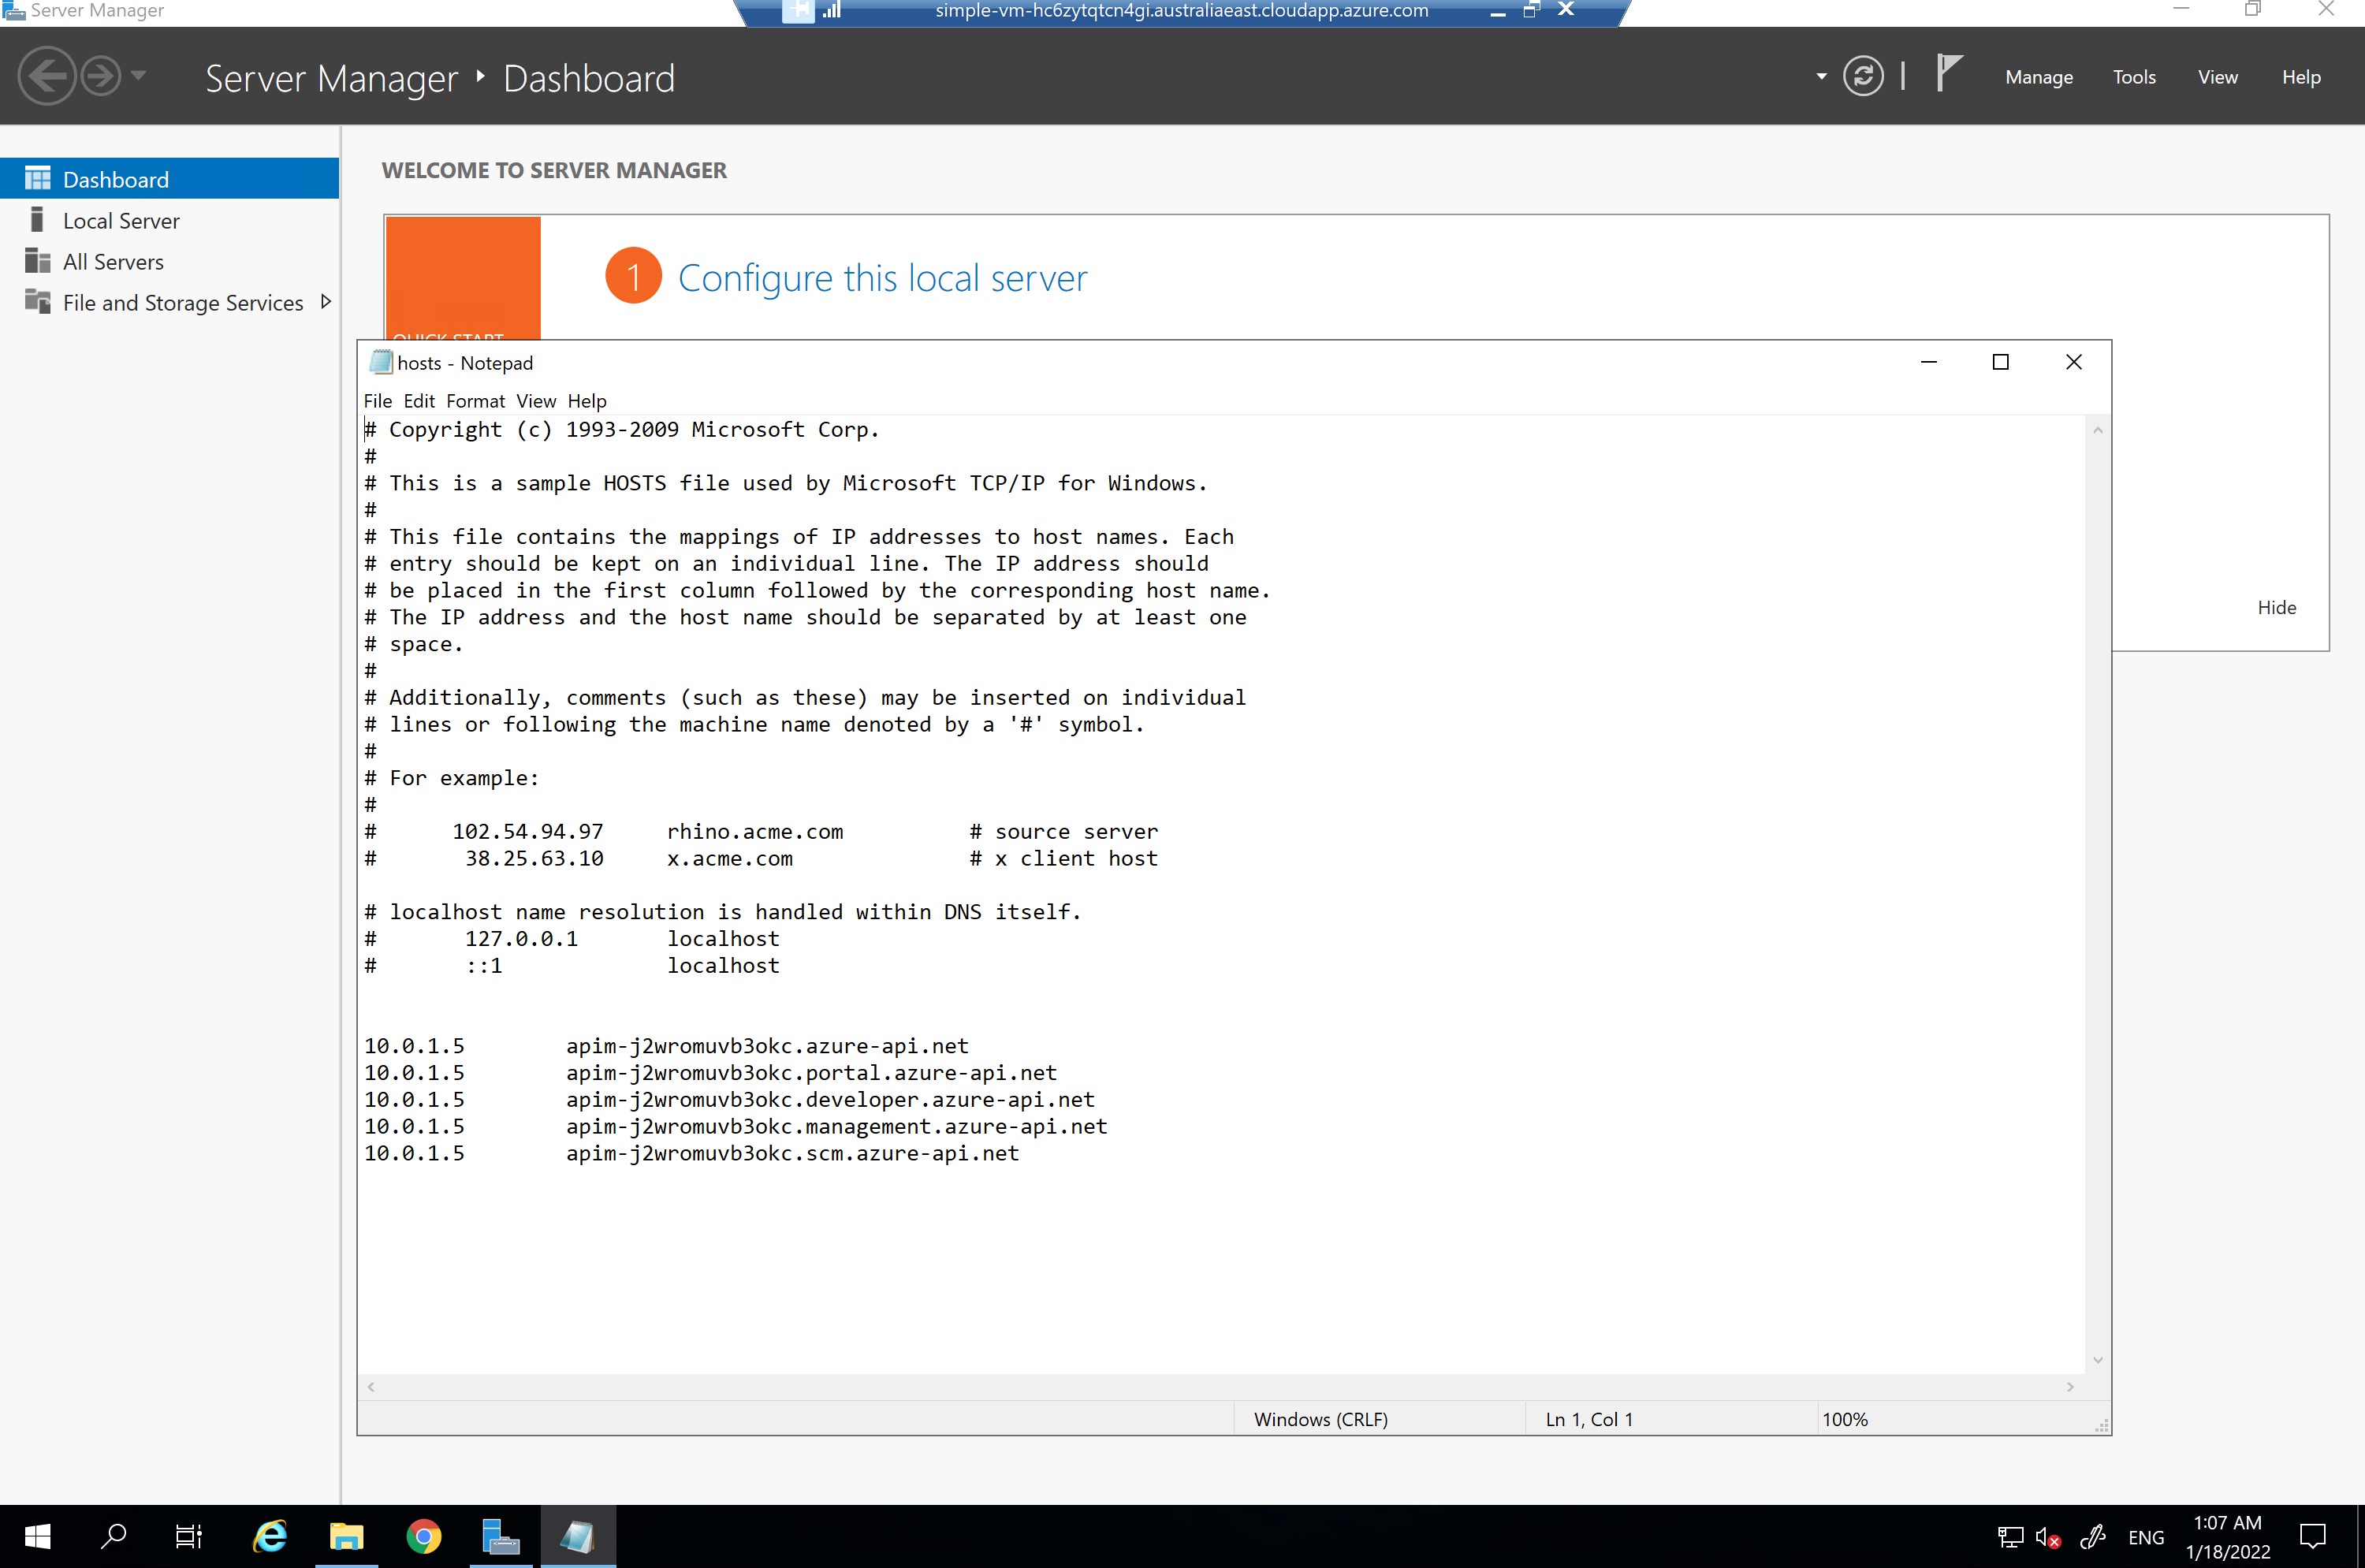 Server Manager
simple-vm-hc6zytqtcn4gi.australiaeast.cloudapp.azure.com
Server Manager Dashboard
Manage Tools View Help
Dashboard
Local Server
All Servers
File and Storage Services
WELCOME TO SERVER MANAGER
1 Configure this local server
QUICK START
Hide
hosts - Notepad
File Edit Format View Help
# Copyright (c) 1993-2009 Microsoft Corp.
#
# This is a sample HOSTS file used by Microsoft TCP/IP for Windows.
#
# This file contains the mappings of IP addresses to host names. Each
# entry should be kept on an individual line. The IP address should
# be placed in the first column followed by the corresponding host name.
# The IP address and the host name should be separated by at least one
# space.
#
# Additionally, comments (such as these) may be inserted on individual
# lines or following the machine name denoted by a '#' symbol.
#
# For example:
#
#      102.54.94.97     rhino.acme.com          # source server
#       38.25.63.10     x.acme.com              # x client host
# localhost name resolution is handled within DNS itself.
#       127.0.0.1       localhost
#       ::1             localhost
10.0.1.5        apim-j2wromuvb3okc.azure-api.net
10.0.1.5        apim-j2wromuvb3okc.portal.azure-api.net
10.0.1.5        apim-j2wromuvb3okc.developer.azure-api.net
10.0.1.5        apim-j2wromuvb3okc.management.azure-api.net
10.0.1.5        apim-j2wromuvb3okc.scm.azure-api.net
Windows (CRLF) Ln 1, Col 1 100%
ENG
1:07 AM
1/18/2022